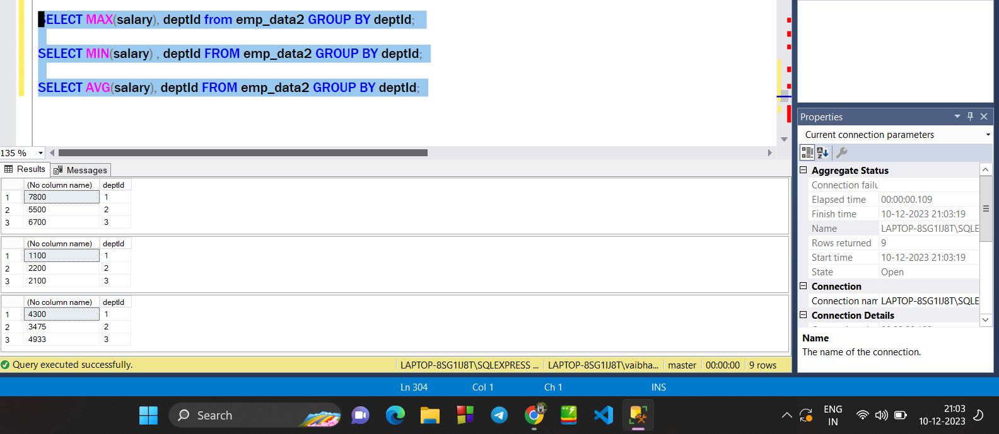 SELECT MAX(salary), deptId from emp_data2 GROUP BY deptId;
SELECT MIN(salary) , deptId FROM emp_data2 GROUP BY deptId;
SELECT AVG(salary), deptId FROM emp_data2 GROUP BY deptId;
135 %
Results Messages
(No column name) deptId
1 7800 1
2 5500 2
3 6700 3
(No column name) deptId
1 1100 1
2 2200 2
3 2100 3
(No column name) deptId
1 4300 1
2 3475 2
3 4933 3
Query executed successfully. LAPTOP-8SG1IJ8T\SQLEXPRESS ... LAPTOP-8SG1IJ8T\vaibha... master 00:00:00 9 rows
Properties
Current connection parameters
Aggregate Status
Connection failu
Elapsed time 00:00:00.109
Finish time 10-12-2023 21:03:19
Name LAPTOP-8SG1IJ8T\SQLE
Rows returned 9
Start time 10-12-2023 21:03:19
State Open
Connection
Connection nam LAPTOP-8SG1IJ8T\SQLE
Connection Details
Name
The name of the connection.
Ln 304 Col 1 Ch 1 INS
Search
ENG
IN
21:03
10-12-2023